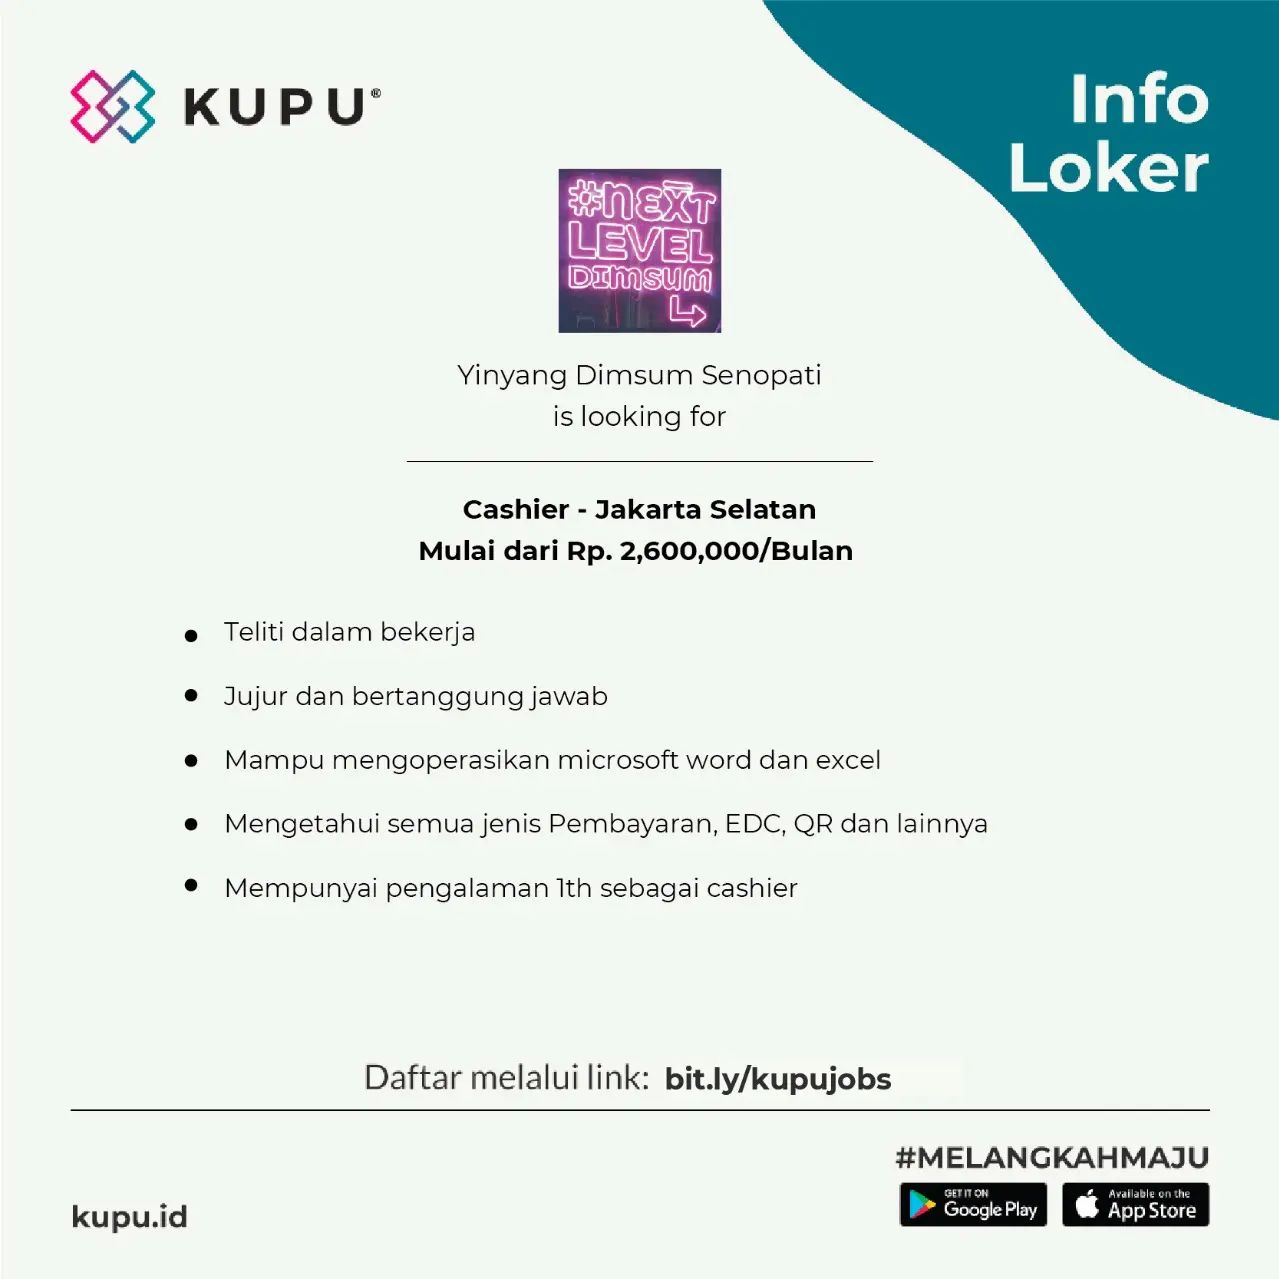 KUPU®
Info
Loker
#nEXT
LEVEL
DImsum
Yinyang Dimsum Senopati
is looking for
Cashier - Jakarta Selatan
Mulai dari Rp. 2,600,000/Bulan
Teliti dalam bekerja
Jujur dan bertanggung jawab
Mampu mengoperasikan microsoft word dan excel
Mengetahui semua jenis Pembayaran, EDC, QR dan lainnya
Mempunyai pengalaman 1th sebagai cashier
Daftar melalui link: bit.ly/kupujobs
#MELANGKAHMAJU
GET IT ON
Google Play
Available on the
App Store
kupu.id